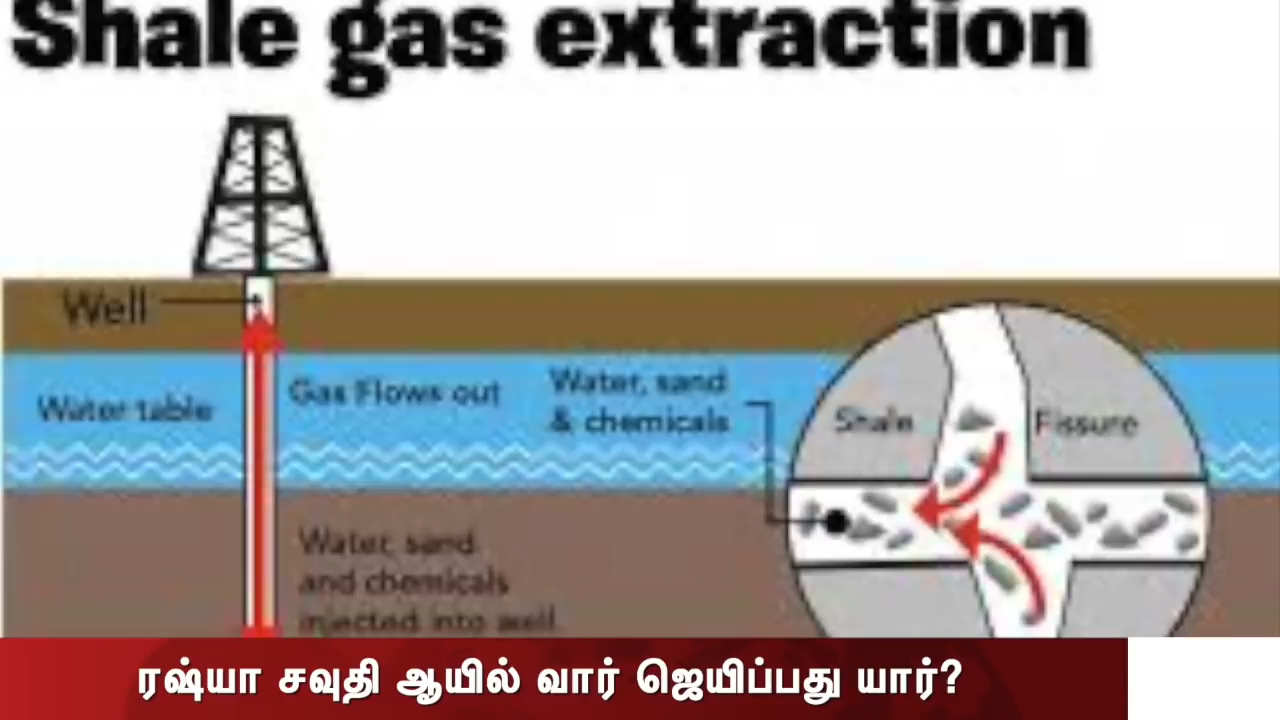 Shale gas extraction
Well
Water table
Gas Flows out
Water, sand
& chemicals
Shale
Fissure
Water, sand
and chemicals
injected into well
ரஷ்யா சவுதி ஆயில் வார் ஜெயிப்பது யார்?